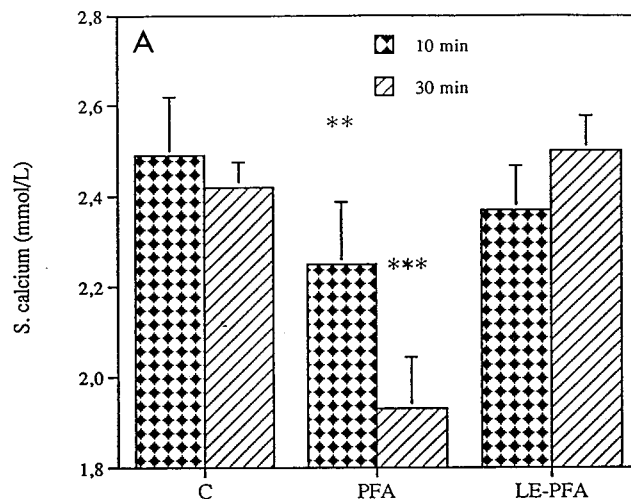 A
10 min
30 min
S. calcium (mmol/L)
2,8
2,6
2,4
2,2
2,0
1,8
**
***
C
PFA
LE-PFA